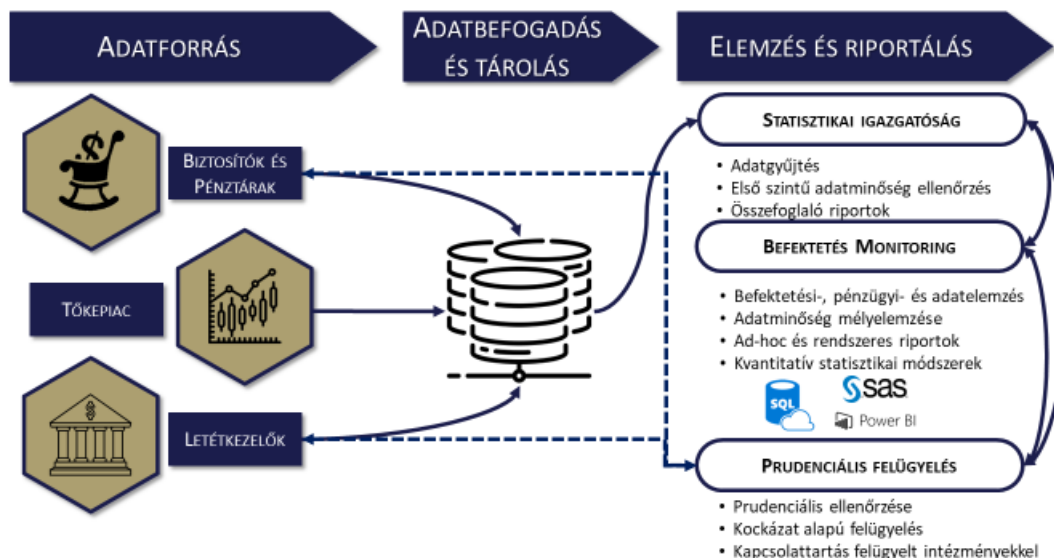 ADATFORRÁS
ADATBEFOGADÁS
ÉS TÁROLÁS
ELEMZÉS ÉS RIPORTÁLÁS
BIZTOSÍTÓK ÉS
PÉNZTÁRAK
TŐKEPIAC
LETÉTKEZELŐK
STATISZTIKAI IGAZGATÓSÁG
• Adatgyűjtés
• Első szintű adatminőség ellenőrzés
• Összefoglaló riportok
BEFEKTETÉS MONITORING
• Befektetési-, pénzügyi- és adatelemzés
• Adatminőség mélyelemzése
• Ad-hoc és rendszeres riportok
• Kvantitatív statisztikai módszerek
SQL
sas
Power BI
PRUDENCIÁLIS FELÜGYELÉS
• Prudenciális ellenőrzése
• Kockázat alapú felügyelés
• Kapcsolattartás felügyelt intézményekkel